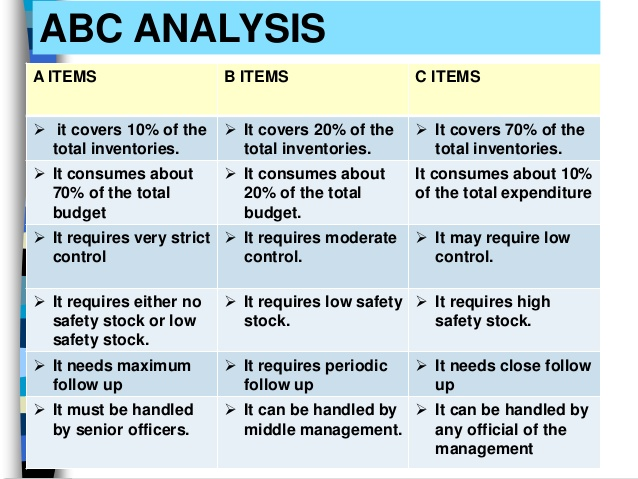 ABC ANALYSIS
A ITEMS
B ITEMS
C ITEMS
➢ it covers 10% of the
total inventories.
➢ It covers 20% of the
total inventories.
➢ It covers 70% of the
total inventories.
➢ It consumes about
70% of the total
budget
➢ It consumes about
20% of the total
budget.
It consumes about 10%
of the total expenditure
➢ It requires very strict
control
➢ It requires moderate
control.
➢ It may require low
control.
➢ It requires either no
safety stock or low
safety stock.
➢ It requires low safety
stock.
➢ It requires high
safety stock.
➢ It needs maximum
follow up
➢ It requires periodic
follow up
➢ It needs close follow
up
➢ It must be handled
by senior officers.
➢ It can be handled by
middle management.
➢ It can be handled by
any official of the
management